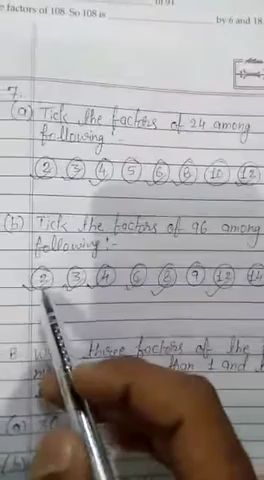 e factors of 108. So 108 is
by 6 and 18.
7.
(a) Tick the factors of 24 among
following :-
2 3 4 5 6 8 10 12
(b) Tick the factors of 96 among
following :-
2 3 4 6 8 9 12 14
three factors of the
than 1 and
(a)
(b)